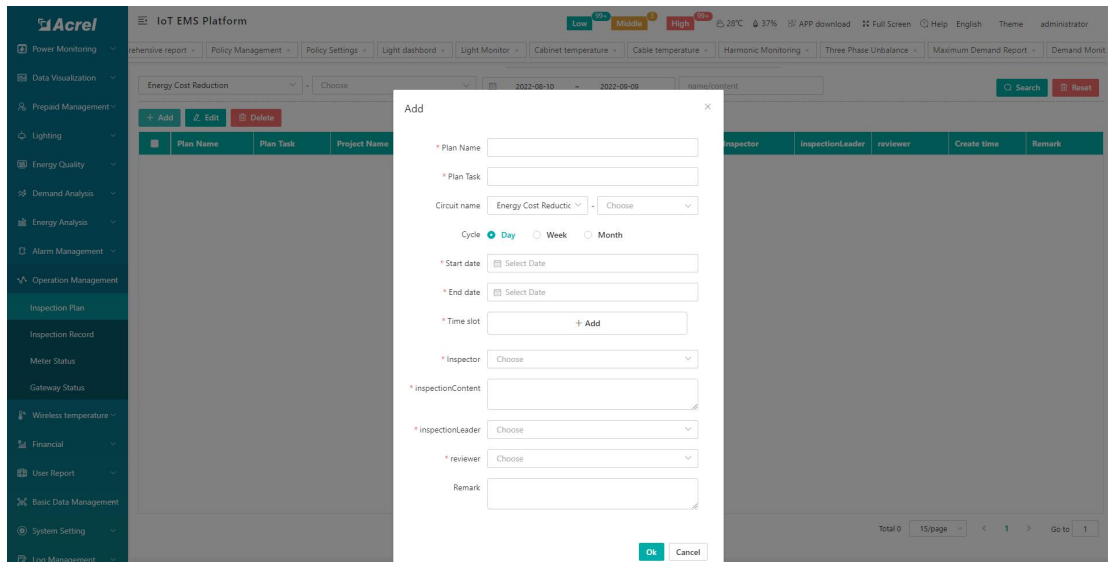 Acrel
IoT EMS Platform
Low 99+ Middle High 99+ 28℃ 37% APP download Full Screen Help English Theme administrator
rehensive report Policy Management Policy Settings Light dashbord Light Monitor Cabinet temperature Cable temperature Harmonic Monitoring Three Phase Unbalance Maximum Demand Report Demand Monit
Power Monitoring
Data Visualization
Prepaid Management
Lighting
Energy Quality
Demand Analysis
Energy Analysis
Alarm Management
Operation Management
Inspection Plan
Inspection Record
Meter Status
Gateway Status
Wireless temperature
Financial
User Report
Basic Data Management
System Setting
Log Management
Energy Cost Reduction - Choose 2022-08-10 ~ 2022-09-09 name/content Search Reset
+ Add Edit Delete
Plan Name Plan Task Project Name Inspector inspectionLeader reviewer Create time Remark
Add ×
* Plan Name
* Plan Task
Circuit name Energy Cost Reductic - Choose
Cycle Day Week Month
* Start date Select Date
* End date Select Date
* Time slot + Add
* Inspector Choose
* inspectionContent
* inspectionLeader Choose
* reviewer Choose
Remark
Ok Cancel
Total 0 15/page < 1 > Go to 1